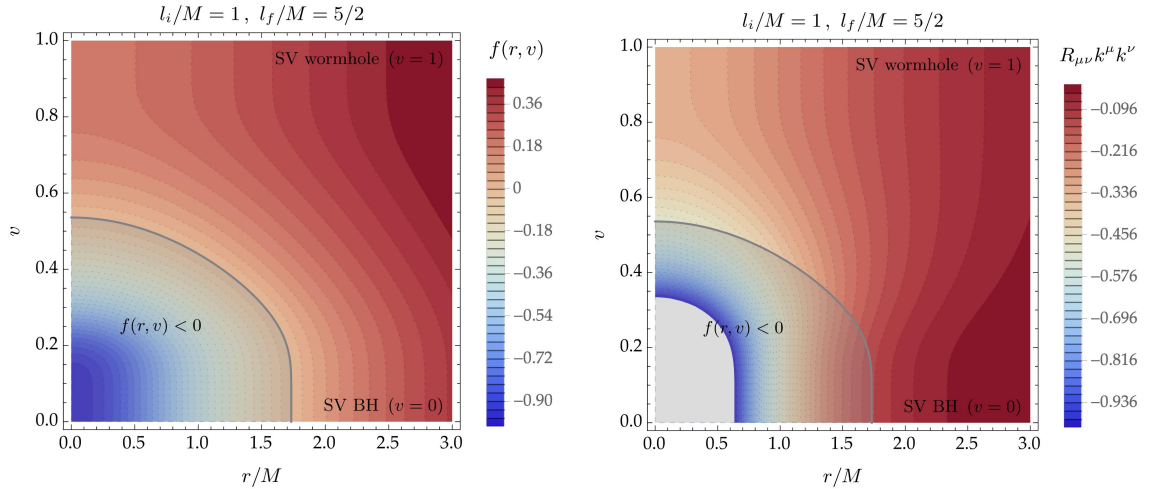 l_i/M = 1 , l_f/M = 5/2
f(r, v)
SV wormhole (v = 1)
f(r, v) < 0
SV BH (v = 0)
1.0
0.8
0.6
0.4
0.2
0.0
v
0.0 0.5 1.0 1.5 2.0 2.5 3.0
r/M
0.36
0.18
0
−0.18
−0.36
−0.54
−0.72
−0.90
l_i/M = 1 , l_f/M = 5/2
R_{μν}k^μk^ν
SV wormhole (v = 1)
f(r, v) < 0
SV BH (v = 0)
1.0
0.8
0.6
0.4
0.2
0.0
v
0.0 0.5 1.0 1.5 2.0 2.5 3.0
r/M
−0.096
−0.216
−0.336
−0.456
−0.576
−0.696
−0.816
−0.936